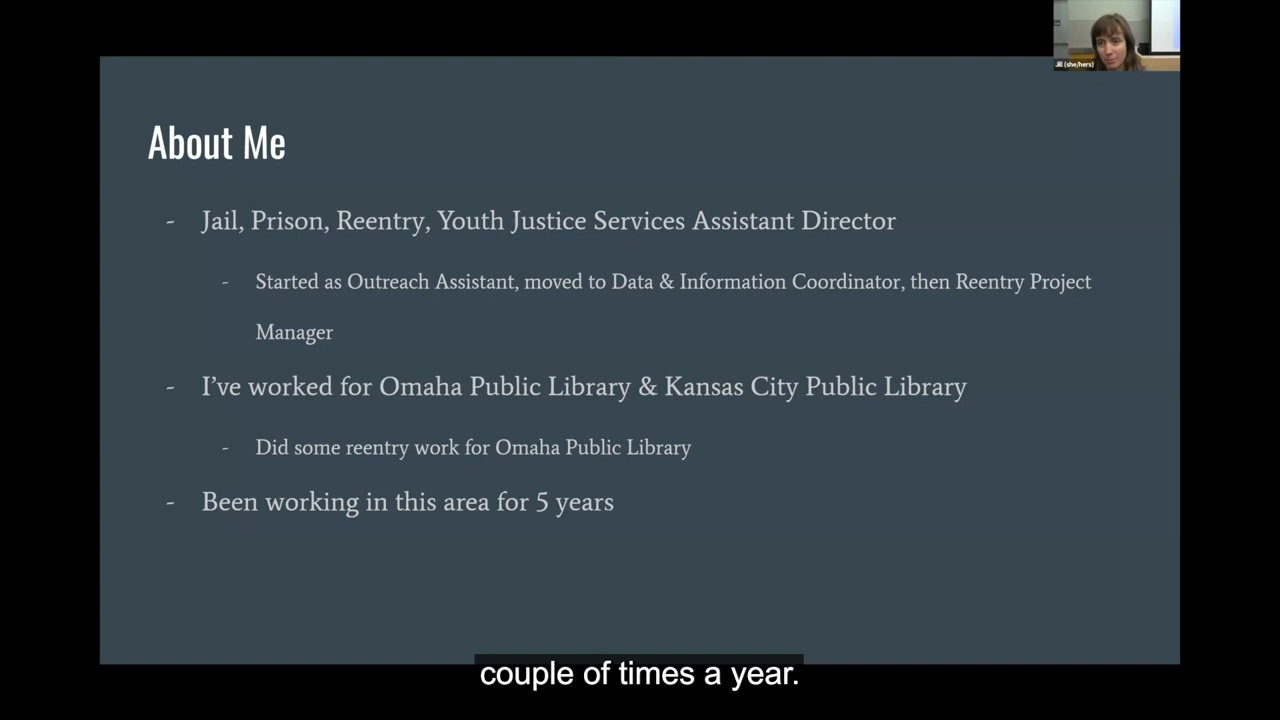 Jill (she/hers)
About Me
- Jail, Prison, Reentry, Youth Justice Services Assistant Director
- Started as Outreach Assistant, moved to Data & Information Coordinator, then Reentry Project
Manager
- I’ve worked for Omaha Public Library & Kansas City Public Library
- Did some reentry work for Omaha Public Library
- Been working in this area for 5 years
couple of times a year.